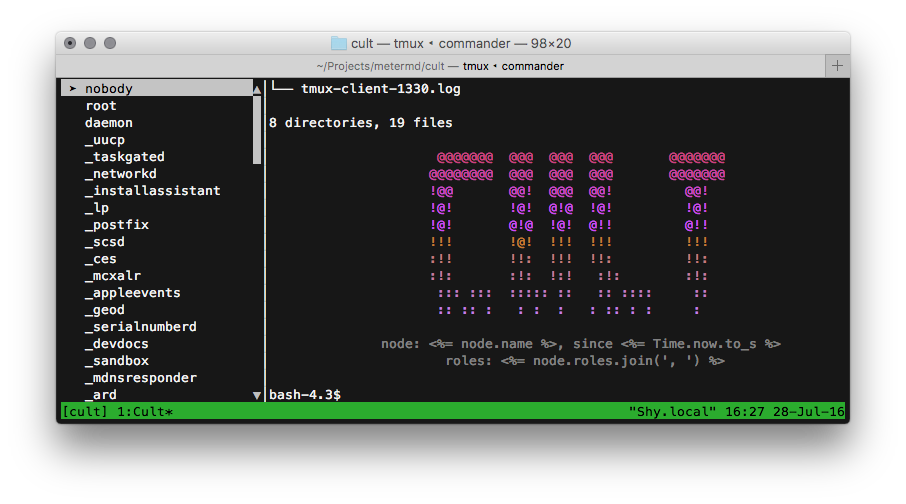 cult — tmux ◂ commander — 98×20
~/Projects/metermd/cult — tmux ◂ commander
+
➤ nobody
root
daemon
_uucp
_taskgated
_networkd
_installassistant
_lp
_postfix
_scsd
_ces
_mcxalr
_appleevents
_geod
_serialnumberd
_devdocs
_sandbox
_mdnsresponder
_ard
└── tmux-client-1330.log
8 directories, 19 files
 @@@@@@@  @@@  @@@  @@@       @@@@@@@
@@@@@@@@  @@@  @@@  @@@       @@@@@@@
!@@       @@!  @@@  @@!         @@!
!@!       !@!  @!@  !@!         !@!
!@!       @!@  !@!  @!!         @!!
!!!       !@!  !!!  !!!         !!!
:!!       !!:  !!!  !!:         !!:
:!:       :!:  !:!   :!:        :!:
 ::: :::  ::::: ::   :: ::::     ::
 :: :: :   : :  :   : :: : :     :
node: <%= node.name %>, since <%= Time.now.to_s %>
roles: <%= node.roles.join(', ') %>
bash-4.3$
[cult] 1:Cult* "Shy.local" 16:27 28-Jul-16